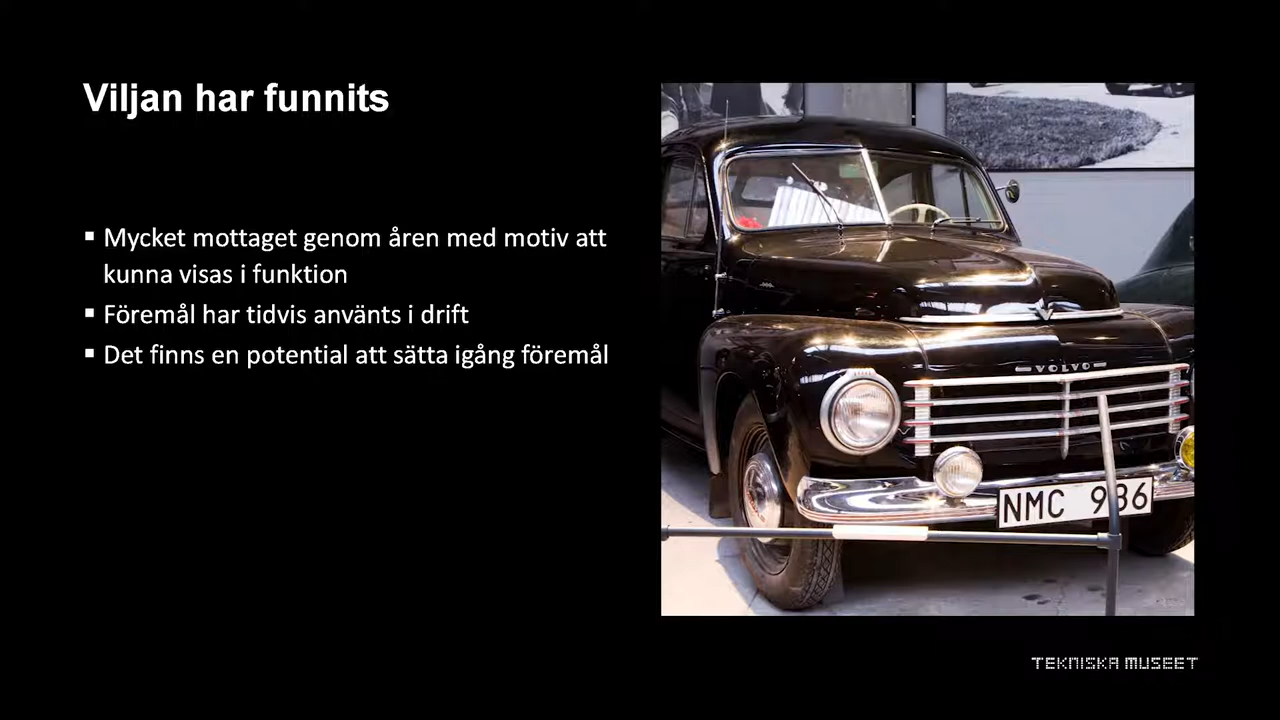 Viljan har funnits
▪ Mycket mottaget genom åren med motiv att
kunna visas i funktion
▪ Föremål har tidvis använts i drift
▪ Det finns en potential att sätta igång föremål
VOLVO
NMC 986
TEKNISKA MUSEET